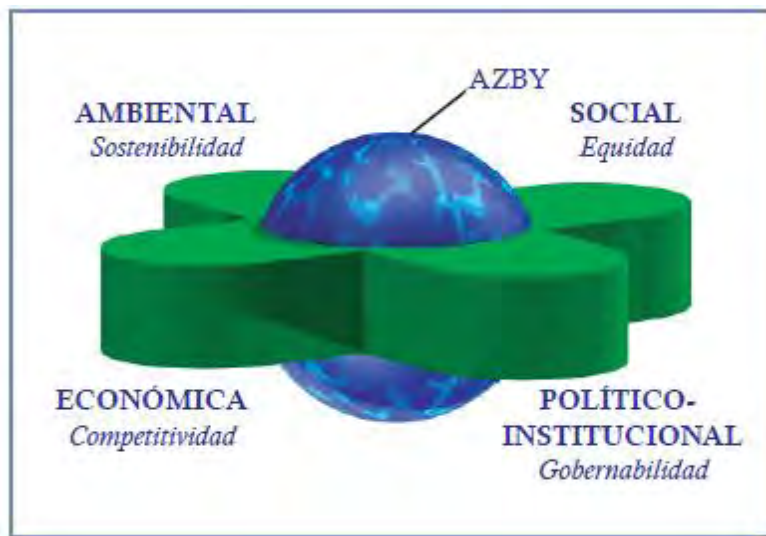 AZBY
AMBIENTAL
Sostenibilidad
SOCIAL
Equidad
ECONÓMICA
Competitividad
POLÍTICO-
INSTITUCIONAL
Gobernabilidad